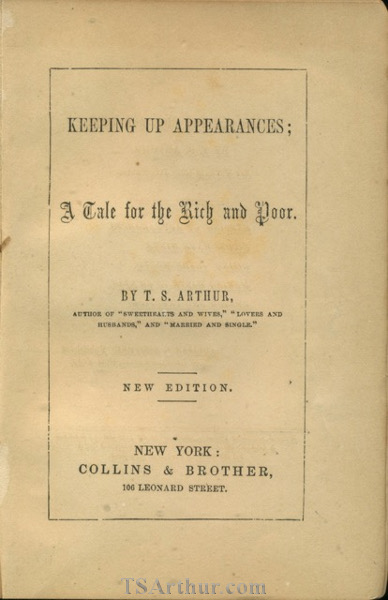 KEEPING UP APPEARANCES;
A Tale for the Rich and Poor.
BY T. S. ARTHUR,
AUTHOR OF "SWEETHEARTS AND WIVES," "LOVERS AND
HUSBANDS," AND "MARRIED AND SINGLE."
NEW EDITION.
NEW YORK:
COLLINS & BROTHER,
106 LEONARD STREET.
TSArthur.com